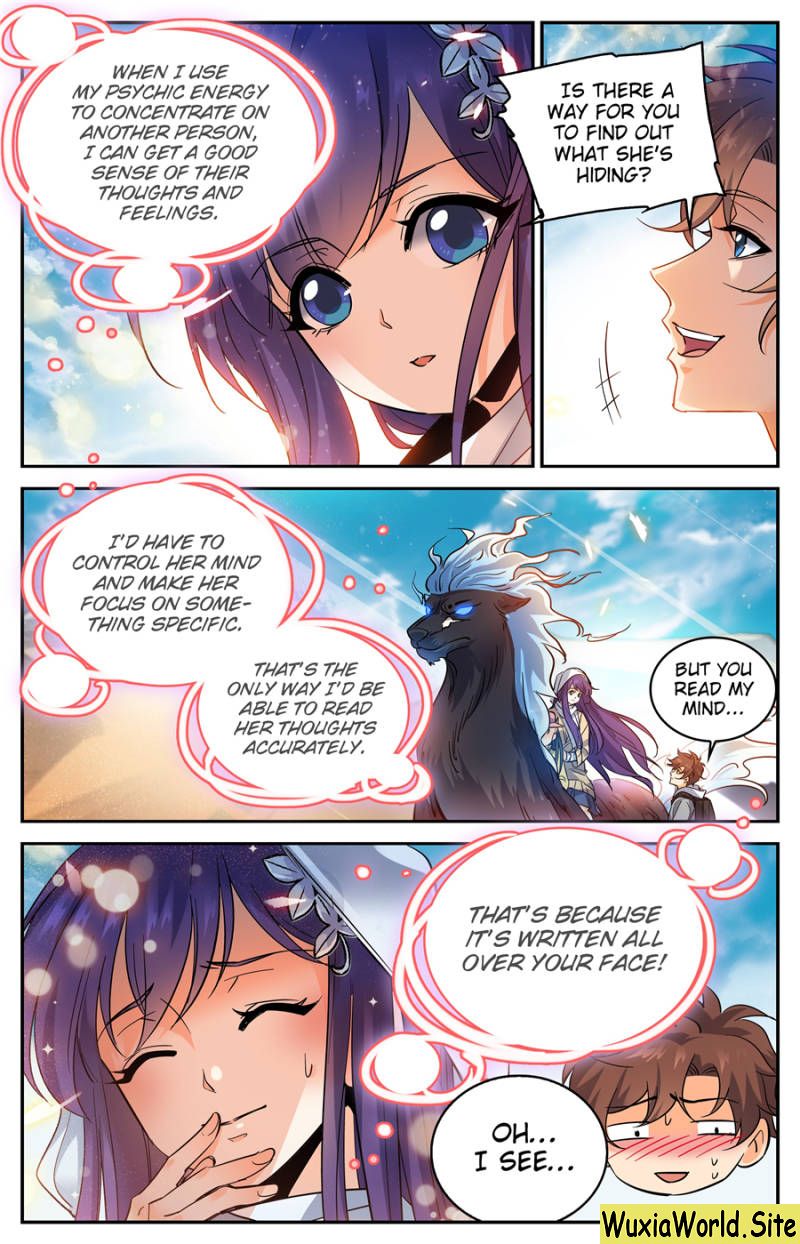 WHEN I USE
MY PSYCHIC ENERGY
TO CONCENTRATE ON
ANOTHER PERSON,
I CAN GET A GOOD
SENSE OF THEIR
THOUGHTS AND
FEELINGS.
IS THERE A
WAY FOR YOU
TO FIND OUT
WHAT SHE'S
HIDING?
I'D HAVE TO
CONTROL HER MIND
AND MAKE HER
FOCUS ON SOME-
THING SPECIFIC.
THAT'S THE
ONLY WAY I'D BE
ABLE TO READ
HER THOUGHTS
ACCURATELY.
BUT YOU
READ MY
MIND...
THAT'S BECAUSE
IT'S WRITTEN ALL
OVER YOUR FACE!
OH...
I SEE...
WuxiaWorld.Site